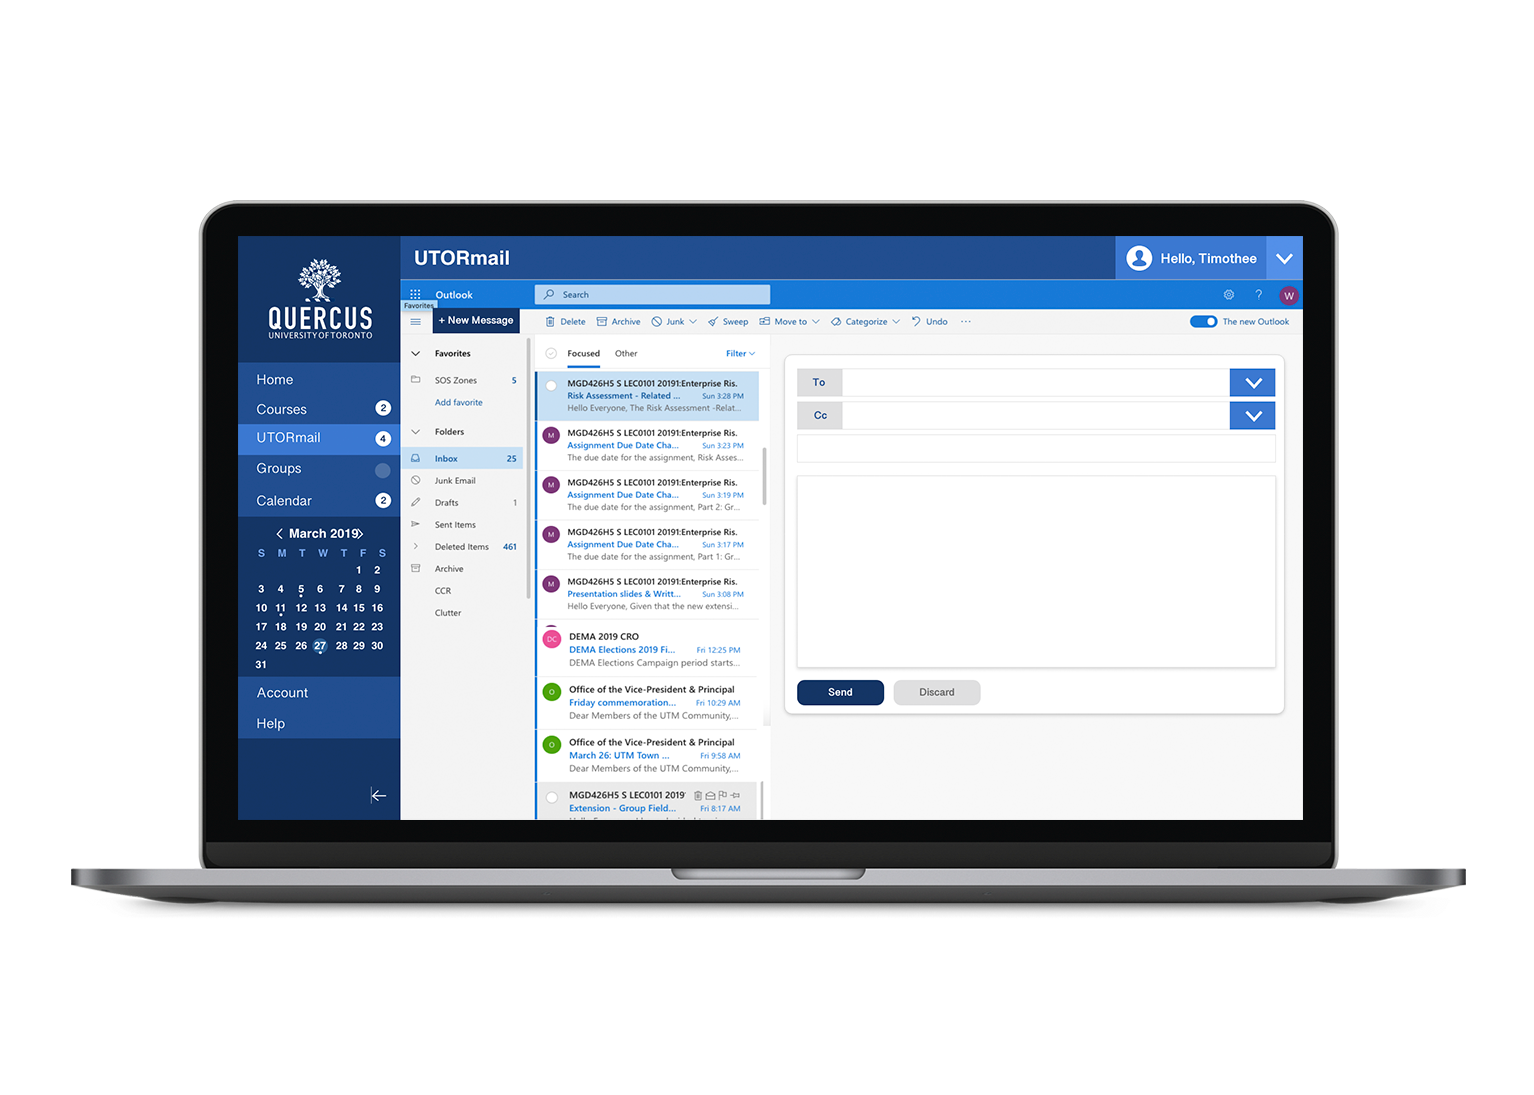 QUERCUS
UNIVERSITY OF TORONTO
Home
Courses 2
UTORmail 4
Groups
Calendar 2
March 2019
S M T W T F S
1 2
3 4 5 6 7 8 9
10 11 12 13 14 15 16
17 18 19 20 21 22 23
24 25 26 27 28 29 30
31
Account
Help
UTORmail
Hello, Timothee
Outlook
Search
? W
Favorites
+ New Message
Delete Archive Junk Sweep Move to Categorize Undo ...
The new Outlook
Favorites
SOS Zones 5
Add favorite
Folders
Inbox 25
Junk Email
Drafts 1
Sent Items
Deleted Items 461
Archive
CCR
Clutter
Focused Other Filter
MGD426H5 S LEC0101 20191:Enterprise Ris.
Risk Assessment - Related ... Sun 3:28 PM
Hello Everyone, The Risk Assessment -Relat...
M
MGD426H5 S LEC0101 20191:Enterprise Ris.
Assignment Due Date Cha... Sun 3:23 PM
The due date for the assignment, Risk Asses...
M
MGD426H5 S LEC0101 20191:Enterprise Ris.
Assignment Due Date Cha... Sun 3:19 PM
The due date for the assignment, Part 2: Gr...
M
MGD426H5 S LEC0101 20191:Enterprise Ris.
Assignment Due Date Cha... Sun 3:17 PM
The due date for the assignment, Part 1: Gr...
M
MGD426H5 S LEC0101 20191:Enterprise Ris.
Presentation slides & Writt... Sun 3:08 PM
Hello Everyone, Given that the new extensi...
DC
DEMA 2019 CRO
DEMA Elections 2019 Fi... Fri 12:25 PM
DEMA Elections Campaign period starts...
O
Office of the Vice-President & Principal
Friday commemoration... Fri 10:29 AM
Dear Members of the UTM Community,...
O
Office of the Vice-President & Principal
March 26: UTM Town ... Fri 9:58 AM
Dear Members of the UTM Community,...
MGD426H5 S LEC0101 2019
Extension - Group Field... Fri 8:17 AM
To
Cc
Send Discard